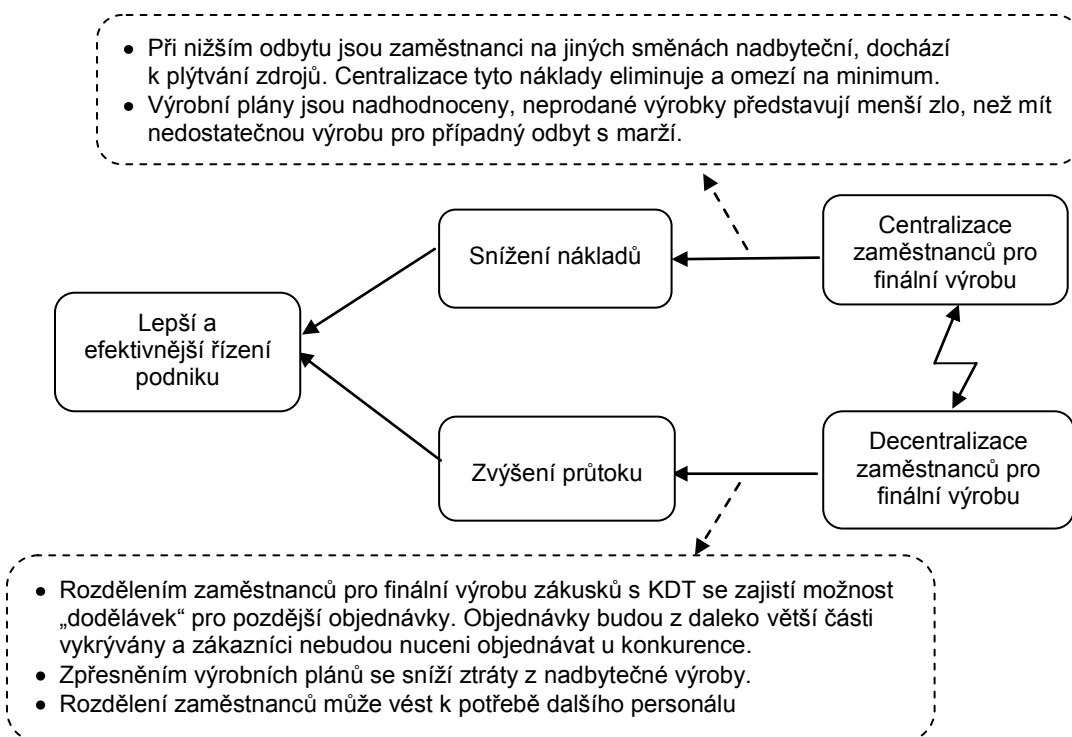 • Při nižším odbytu jsou zaměstnanci na jiných směnách nadbyteční, dochází
k plýtvání zdrojů. Centralizace tyto náklady eliminuje a omezí na minimum.
• Výrobní plány jsou nadhodnoceny, neprodané výrobky představují menší zlo, než mít
nedostatečnou výrobu pro případný odbyt s marží.
Snížení nákladů
Centralizace
zaměstnanců pro
finální výrobu
Lepší a
efektivnější řízení
podniku
Zvýšení průtoku
Decentralizace
zaměstnanců pro
finální výrobu
• Rozdělením zaměstnanců pro finální výrobu zákusků s KDT se zajistí možnost
„dodělávek“ pro pozdější objednávky. Objednávky budou z daleko větší části
vykrývány a zákazníci nebudou nuceni objednávat u konkurence.
• Zpřesněním výrobních plánů se sníží ztráty z nadbytečné výroby.
• Rozdělení zaměstnanců může vést k potřebě dalšího personálu